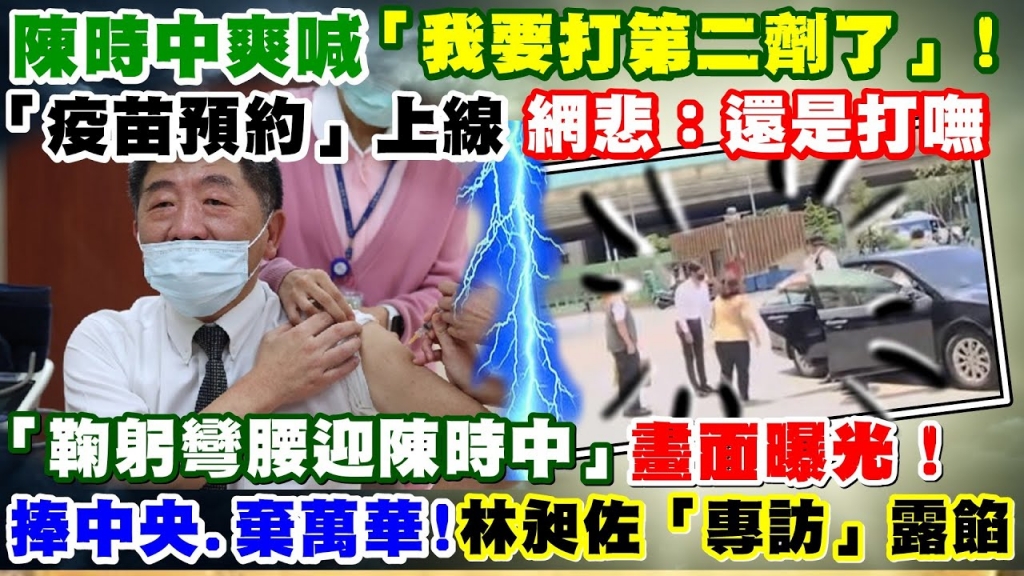 陳時中爽喊「我要打第二劑了」!
「疫苗預約」上線 網悲:還是打嘸
「鞠躬彎腰迎陳時中」畫面曝光!
捧中央.棄萬華!林昶佐「專訪」露餡